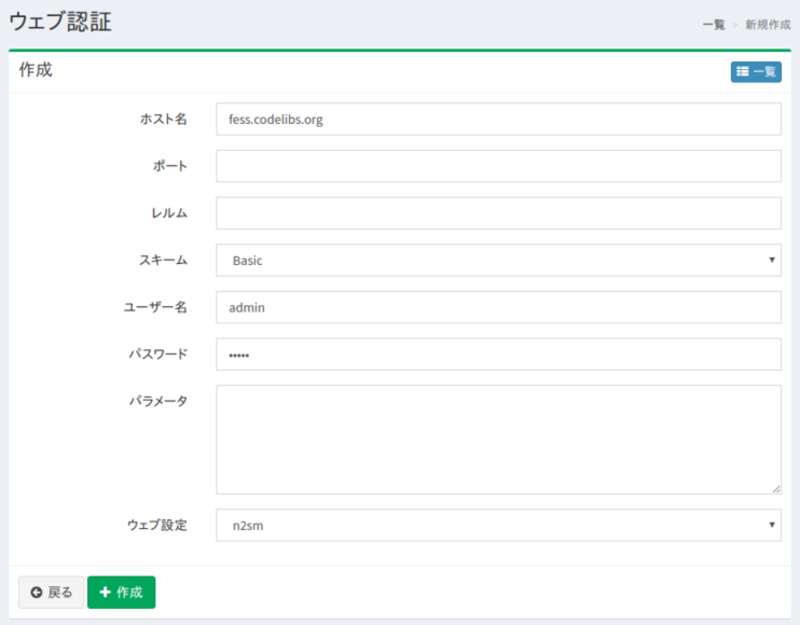 ウェブ認証
一覧 > 新規作成
作成
一覧
ホスト名 fess.codelibs.org
ポート
レルム
スキーム Basic
ユーザー名 admin
パスワード •••••
パラメータ
ウェブ設定 n2sm
戻る 作成